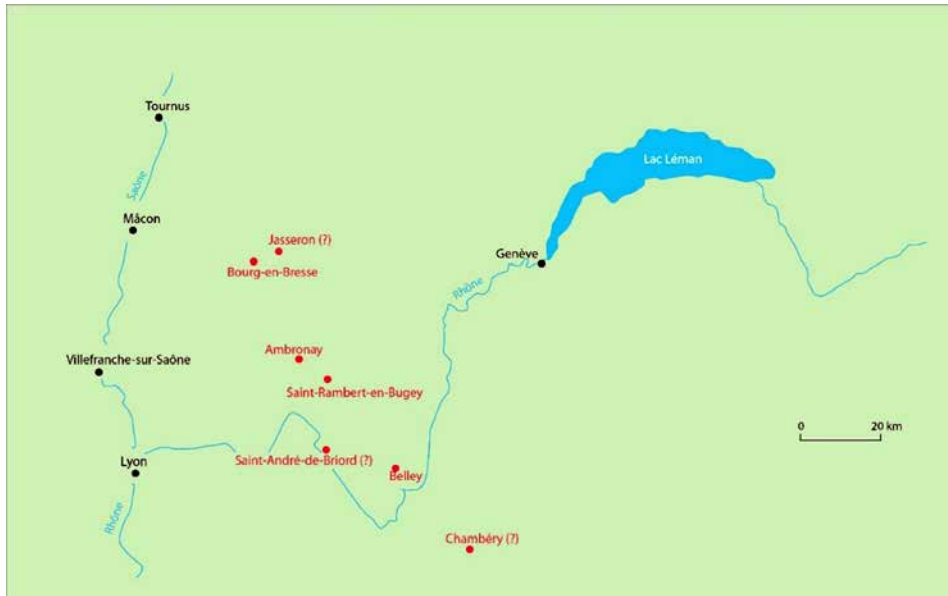 Tournus
Saône
Mâcon
Lac Léman
Jasseron (?)
Bourg-en-Bresse
Genève
Rhône
Ambronay
Villefranche-sur-Saône
Saint-Rambert-en-Bugey
0 20 km
Saint-André-de-Briord (?)
Lyon
Belley
Rhône
Chambéry (?)